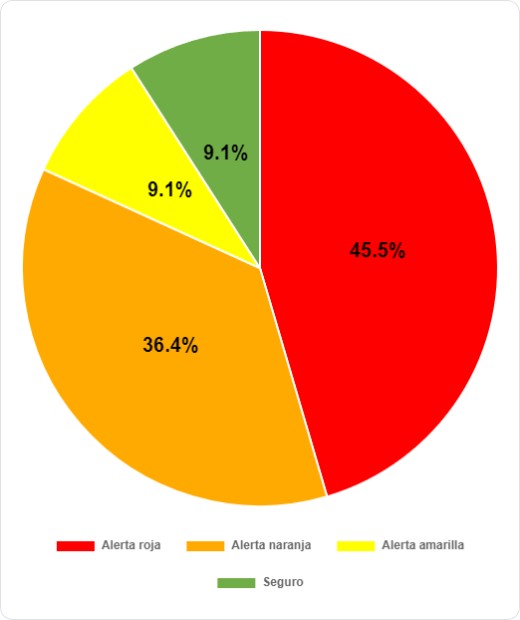 9.1%
9.1%
45.5%
36.4%
Alerta roja
Alerta naranja
Alerta amarilla
Seguro